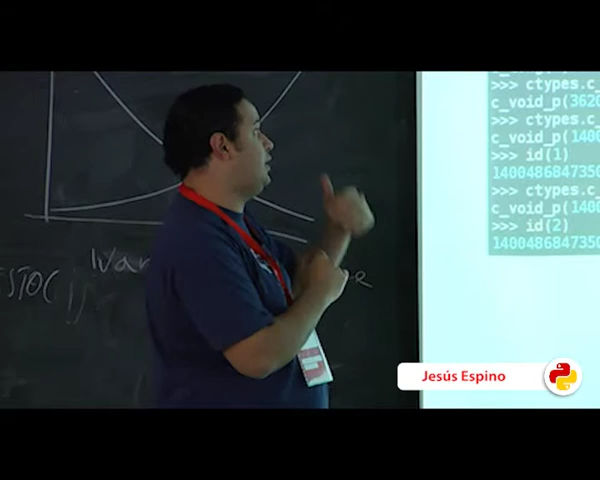 >>> ctypes.c_
c_void_p(3620
>>> ctypes.c_
c_void_p(1400
>>> id(1)
1400486847350
>>> ctypes.c_
c_void_p(1400
>>> id(2)
1400486847350
Jesús Espino